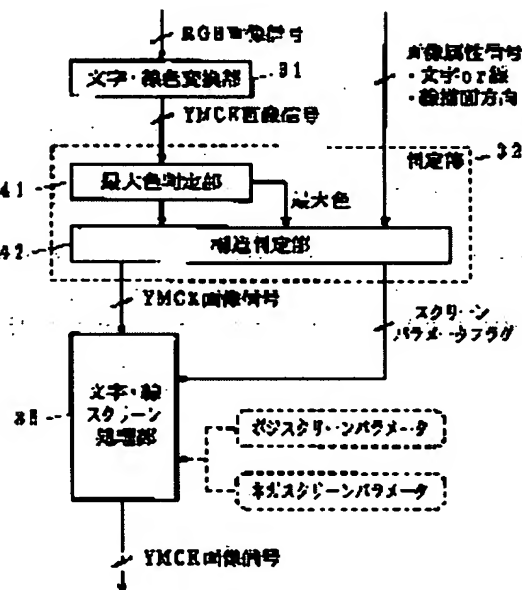 RGB画像信号
文字・線色変換部
31
画像属性信号
・文字or線
・線描画方向
YMCK画像信号
判定部
32
41
最大色判定部
最大色
42
構造判定部
YMCK画像信号
スクリーン
パラメータフラグ
文字・線
スクリーン
処理部
ポジスクリーンパラメータ
ネガスクリーンパラメータ
YMCK画像信号